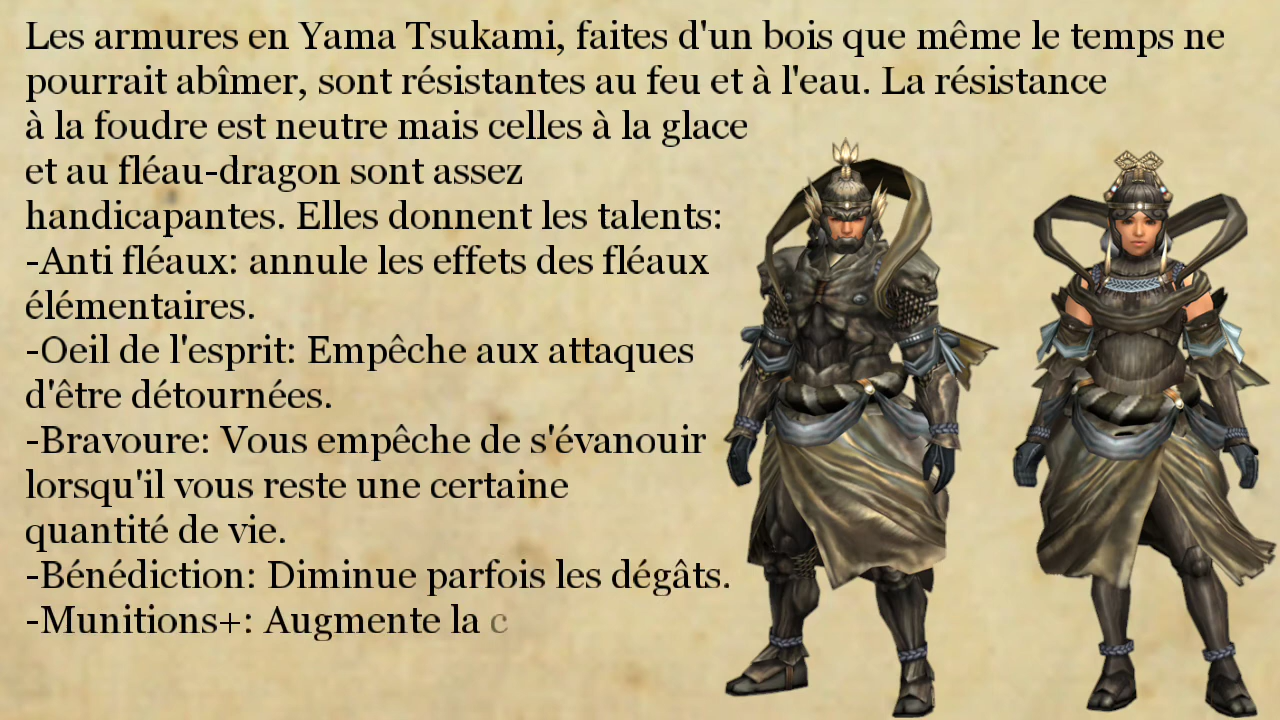 Les armures en Yama Tsukami, faites d'un bois que même le temps ne
pourrait abîmer, sont résistantes au feu et à l'eau. La résistance
à la foudre est neutre mais celles à la glace
et au fléau-dragon sont assez
handicapantes. Elles donnent les talents:
-Anti fléaux: annule les effets des fléaux
élémentaires.
-Oeil de l'esprit: Empêche aux attaques
d'être détournées.
-Bravoure: Vous empêche de s'évanouir
lorsqu'il vous reste une certaine
quantité de vie.
-Bénédiction: Diminue parfois les dégâts.
-Munitions+: Augmente la c